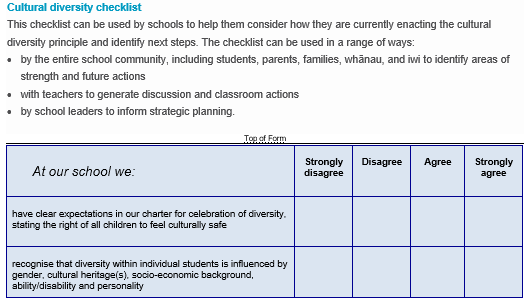 Cultural diversity checklist
This checklist can be used by schools to help them consider how they are currently enacting the cultural
diversity principle and identify next steps. The checklist can be used in a range of ways:
• by the entire school community, including students, parents, families, whānau, and iwi to identify areas of
strength and future actions
• with teachers to generate discussion and classroom actions
• by school leaders to inform strategic planning.
Top of Form
At our school we:
Strongly
disagree
Disagree
Agree
Strongly
agree
have clear expectations in our charter for celebration of diversity,
stating the right of all children to feel culturally safe
recognise that diversity within individual students is influenced by
gender, cultural heritage(s), socio-economic background,
ability/disability and personality